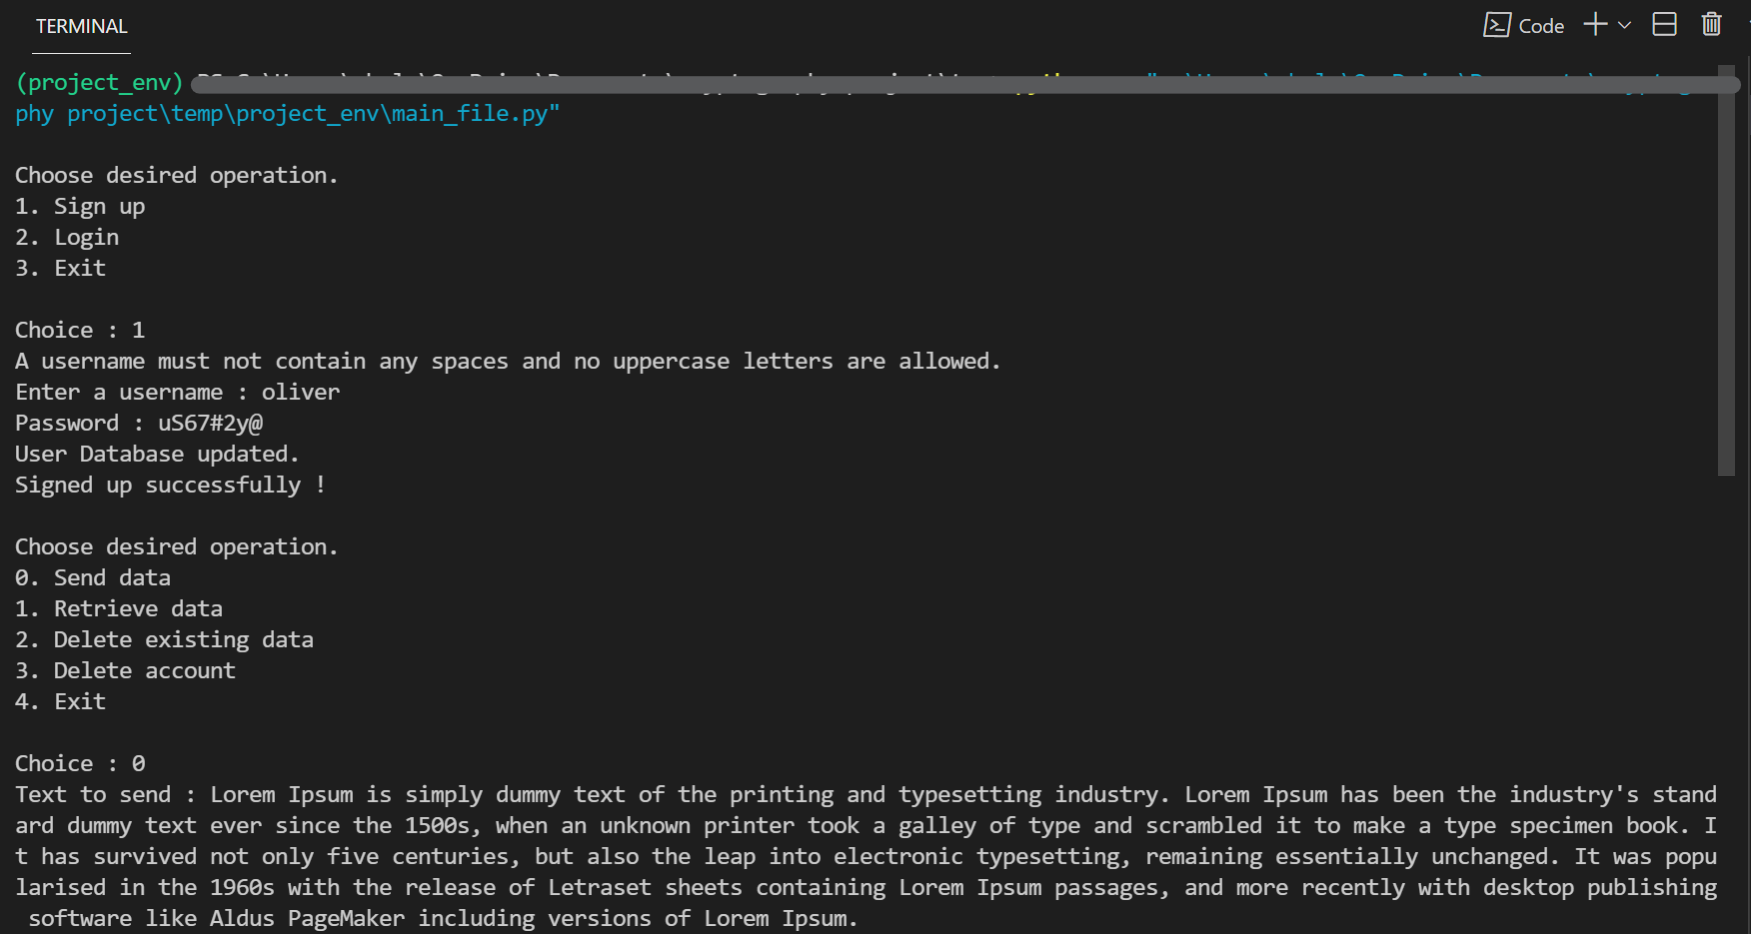 TERMINAL
Code
(project_env)
phy project\temp\project_env\main_file.py"
Choose desired operation.
1. Sign up
2. Login
3. Exit
Choice : 1
A username must not contain any spaces and no uppercase letters are allowed.
Enter a username : oliver
Password : uS67#2y@
User Database updated.
Signed up successfully !
Choose desired operation.
0. Send data
1. Retrieve data
2. Delete existing data
3. Delete account
4. Exit
Choice : 0
Text to send : Lorem Ipsum is simply dummy text of the printing and typesetting industry. Lorem Ipsum has been the industry's stand
ard dummy text ever since the 1500s, when an unknown printer took a galley of type and scrambled it to make a type specimen book. I
t has survived not only five centuries, but also the leap into electronic typesetting, remaining essentially unchanged. It was popu
larised in the 1960s with the release of Letraset sheets containing Lorem Ipsum passages, and more recently with desktop publishing
 software like Aldus PageMaker including versions of Lorem Ipsum.